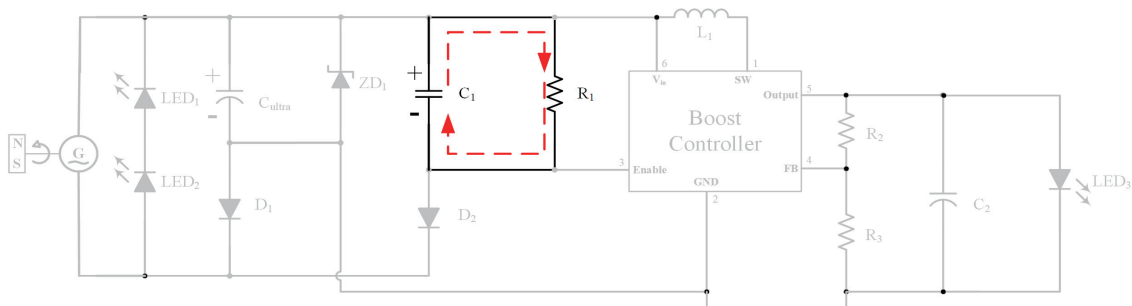 L₁
6
1
+
+
ZD₁
Vᵢₙ
SW
LED₁
Cᵤₗₜᵣₐ
C₁
R₁
Output
5
-
-
Boost
Controller
R₂
N
S
G
3
Enable
FB
4
LED₂
GND
LED₃
D₁
D₂
2
R₃
C₂